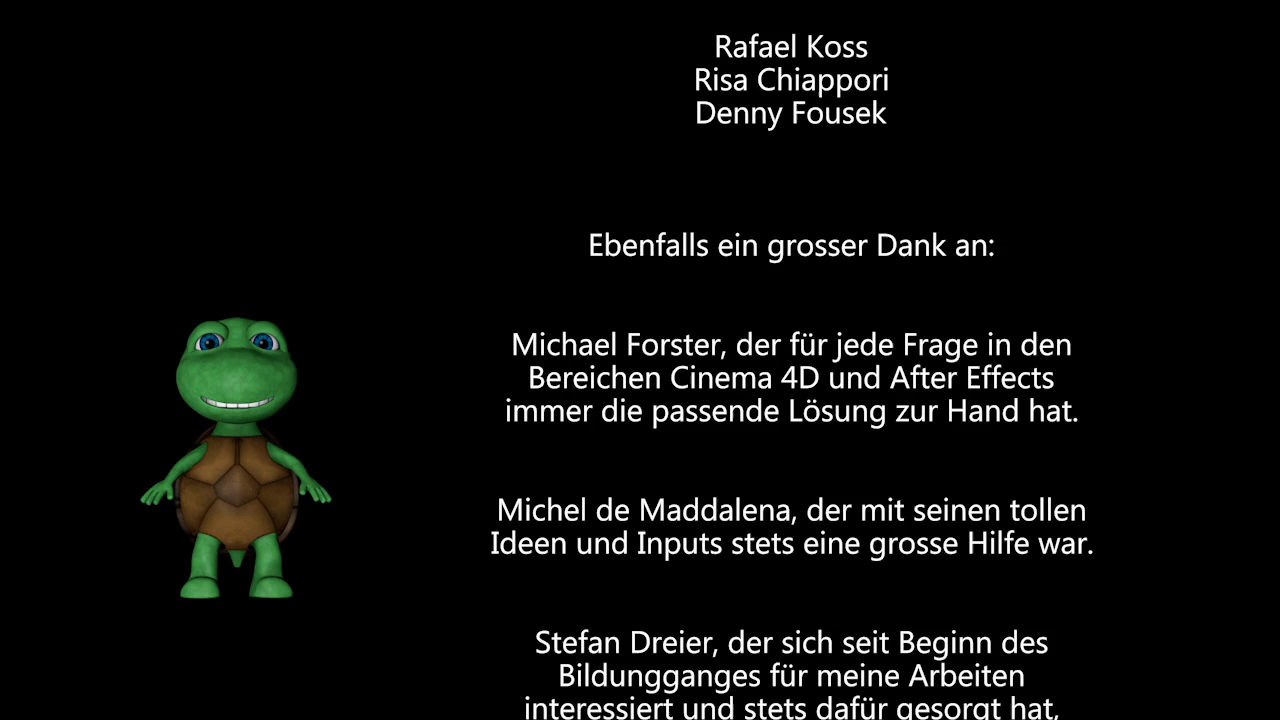 Rafael Koss
Risa Chiappori
Denny Fousek
Ebenfalls ein grosser Dank an:
Michael Forster, der für jede Frage in den
Bereichen Cinema 4D und After Effects
immer die passende Lösung zur Hand hat.
Michel de Maddalena, der mit seinen tollen
Ideen und Inputs stets eine grosse Hilfe war.
Stefan Dreier, der sich seit Beginn des
Bildungganges für meine Arbeiten
interessiert und stets dafür gesorgt hat,